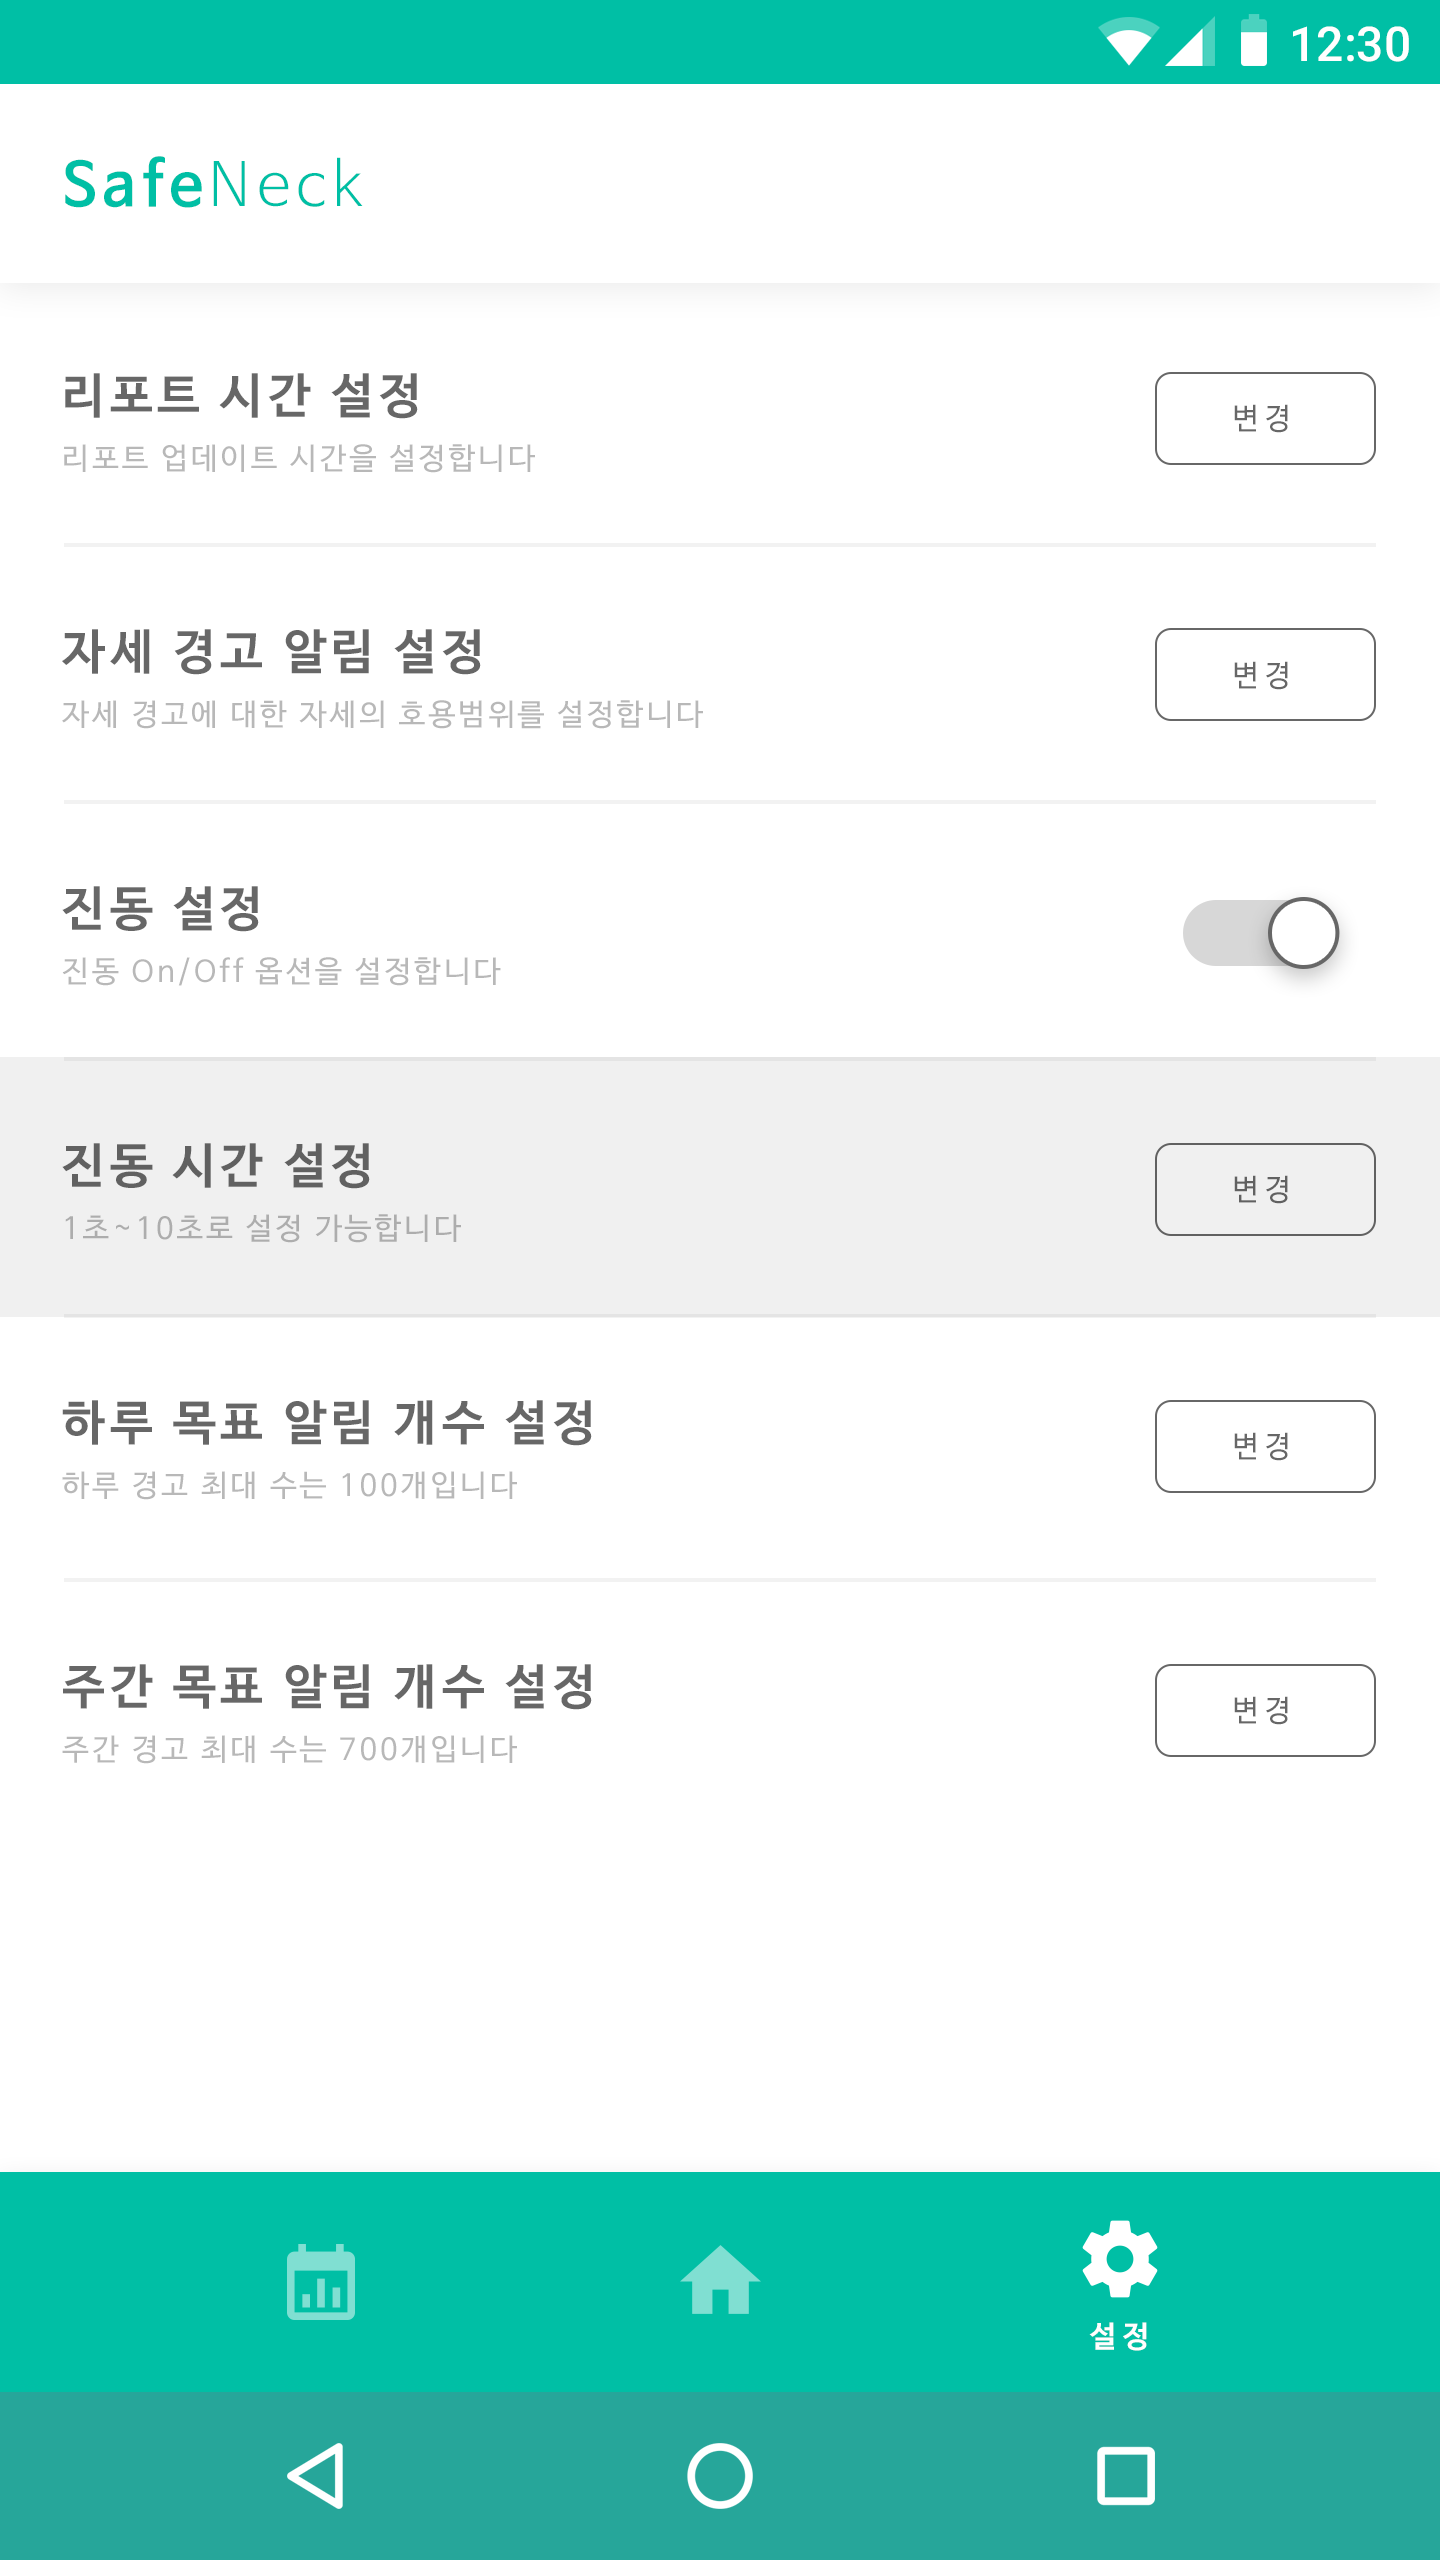 12:30
SafeNeck
리포트 시간 설정
리포트 업데이트 시간을 설정합니다
변경
자세 경고 알림 설정
자세 경고에 대한 자세의 호용범위를 설정합니다
변경
진동 설정
진동 On/Off 옵션을 설정합니다
진동 시간 설정
1초~10초로 설정 가능합니다
변경
하루 목표 알림 개수 설정
하루 경고 최대 수는 100개입니다
변경
주간 목표 알림 개수 설정
주간 경고 최대 수는 700개입니다
변경
설정